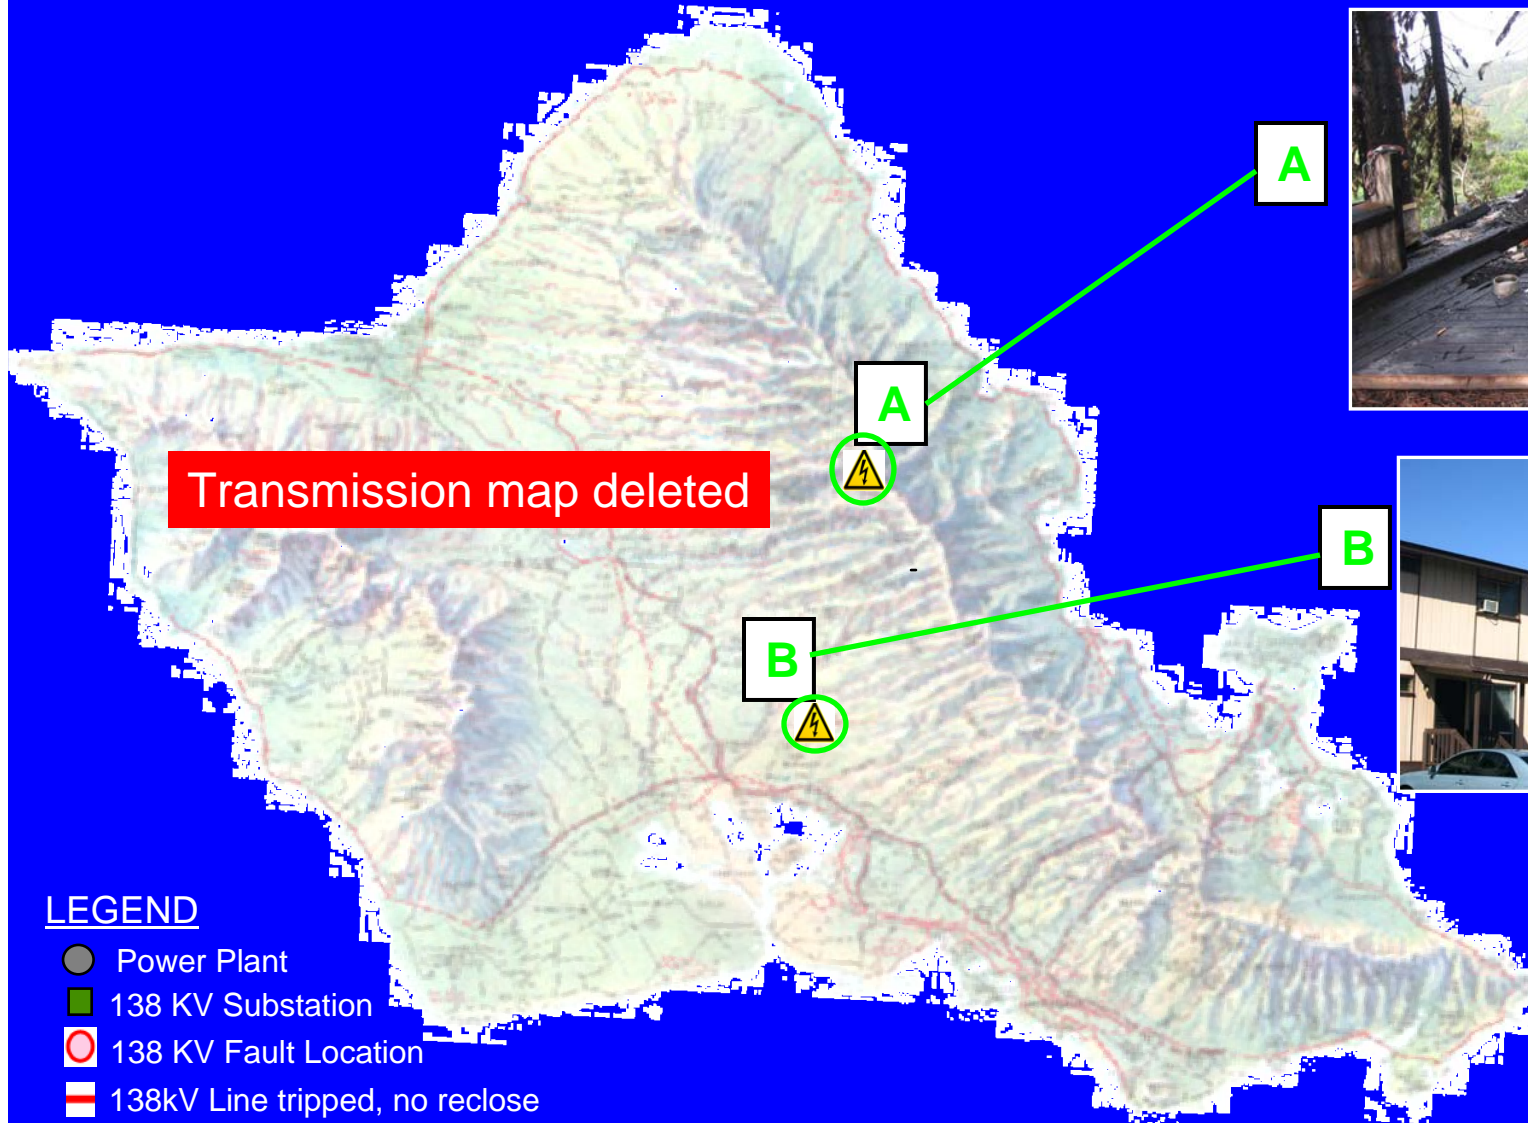 A
A
Transmission map deleted
B
B
LEGEND
Power Plant
138 KV Substation
138 KV Fault Location
138kV Line tripped, no reclose